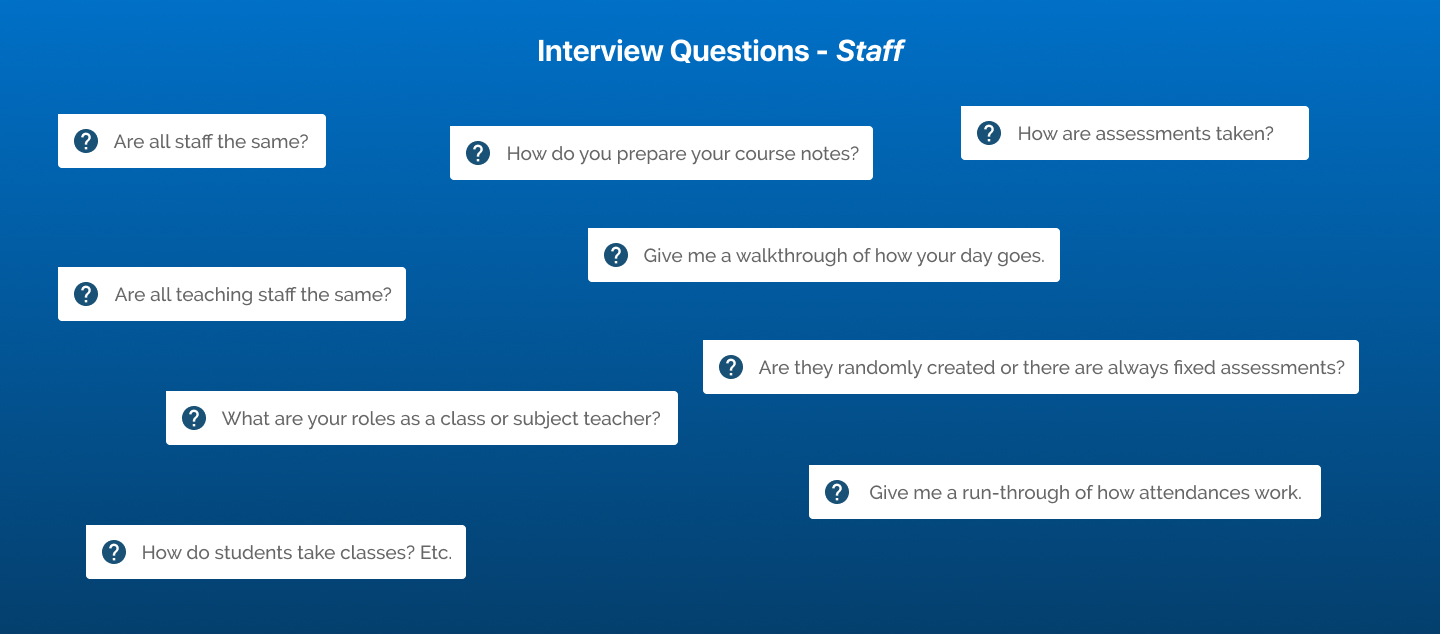 Interview Questions - Staff
Are all staff the same?
How do you prepare your course notes?
How are assessments taken?
Give me a walkthrough of how your day goes.
Are all teaching staff the same?
Are they randomly created or there are always fixed assessments?
What are your roles as a class or subject teacher?
Give me a run-through of how attendances work.
How do students take classes? Etc.